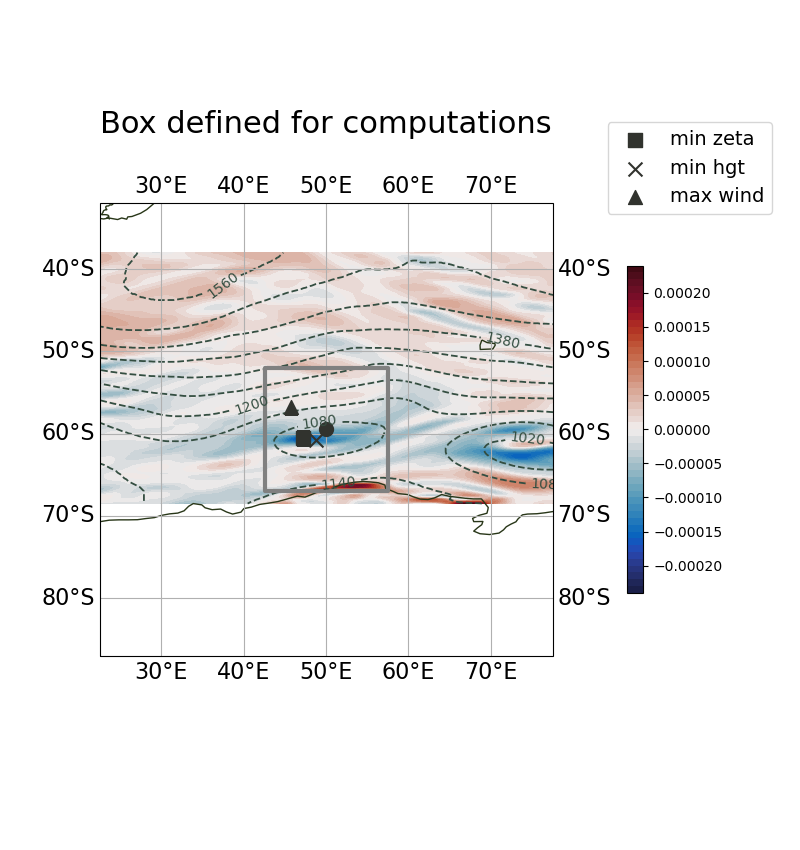 Box defined for computations
min zeta
min hgt
max wind
30°E 40°E 50°E 60°E 70°E
40°S 40°S
50°S 50°S
60°S 60°S
70°S 70°S
80°S 80°S
30°E 40°E 50°E 60°E 70°E
1560
1380
1200
1080
1020
1140
108
0.00020
0.00015
0.00010
0.00005
0.00000
−0.00005
−0.00010
−0.00015
−0.00020